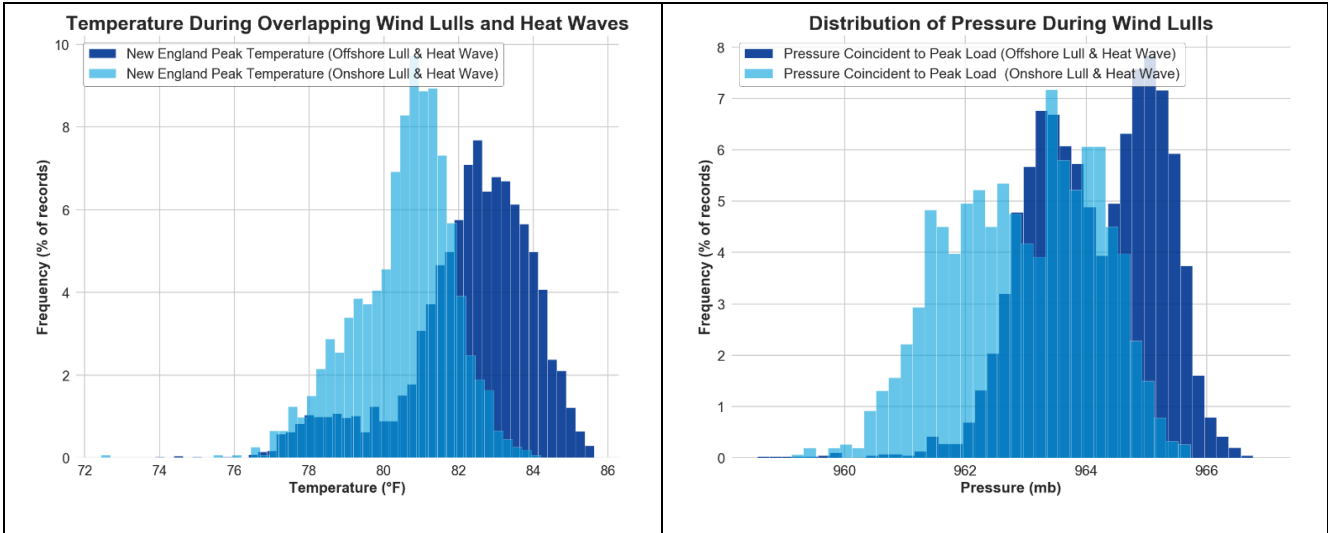 Temperature During Overlapping Wind Lulls and Heat Waves
New England Peak Temperature (Offshore Lull & Heat Wave)
New England Peak Temperature (Onshore Lull & Heat Wave)
Frequency (% of records)
10
8
6
4
2
0
72
74
76
78
80
82
84
86
Temperature (°F)
Distribution of Pressure During Wind Lulls
Pressure Coincident to Peak Load (Offshore Lull & Heat Wave)
Pressure Coincident to Peak Load (Onshore Lull & Heat Wave)
Frequency (% of records)
8
7
6
5
4
3
2
1
0
960
962
964
966
Pressure (mb)